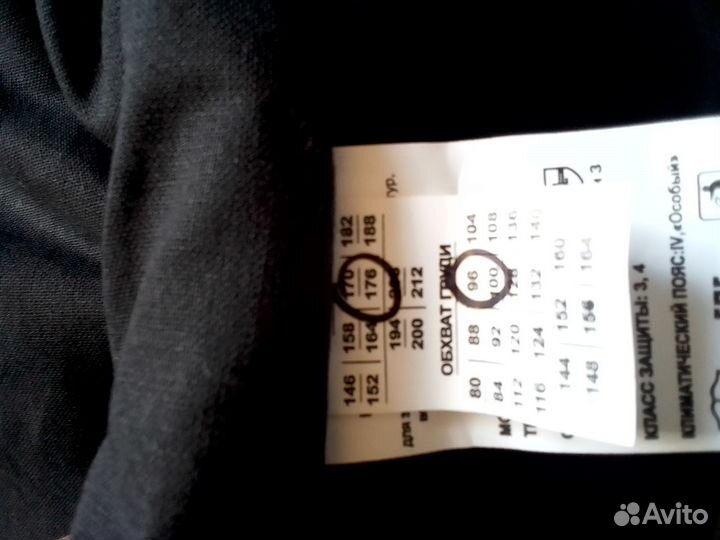 146 158 170 182
152 164 176 188
194
200 212
ОБХВАТ ГРУДИ
80 88 96 104
84 92 100 108
112 120 128 136
116 124 132 140
144 152 160
148 156 164
КЛАСС ЗАЩИТЫ: 3, 4
КЛИМАТИЧЕСКИЙ ПОЯС:IV,«Особый»
Avito